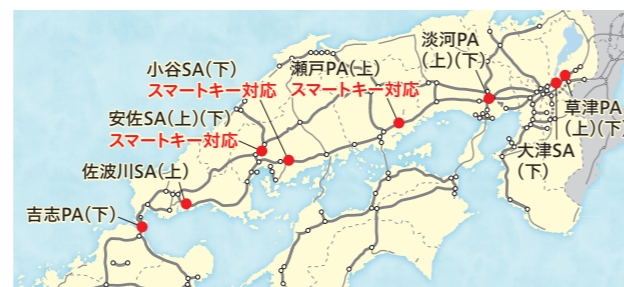 淡河PA
(上)(下)
小谷SA(下)
スマートキー対応
瀬戸PA(上)
スマートキー対応
安佐SA(上)(下)
スマートキー対応
草津PA
(上)(下)
大津SA
(下)
佐波川SA(上)
吉志PA(下)